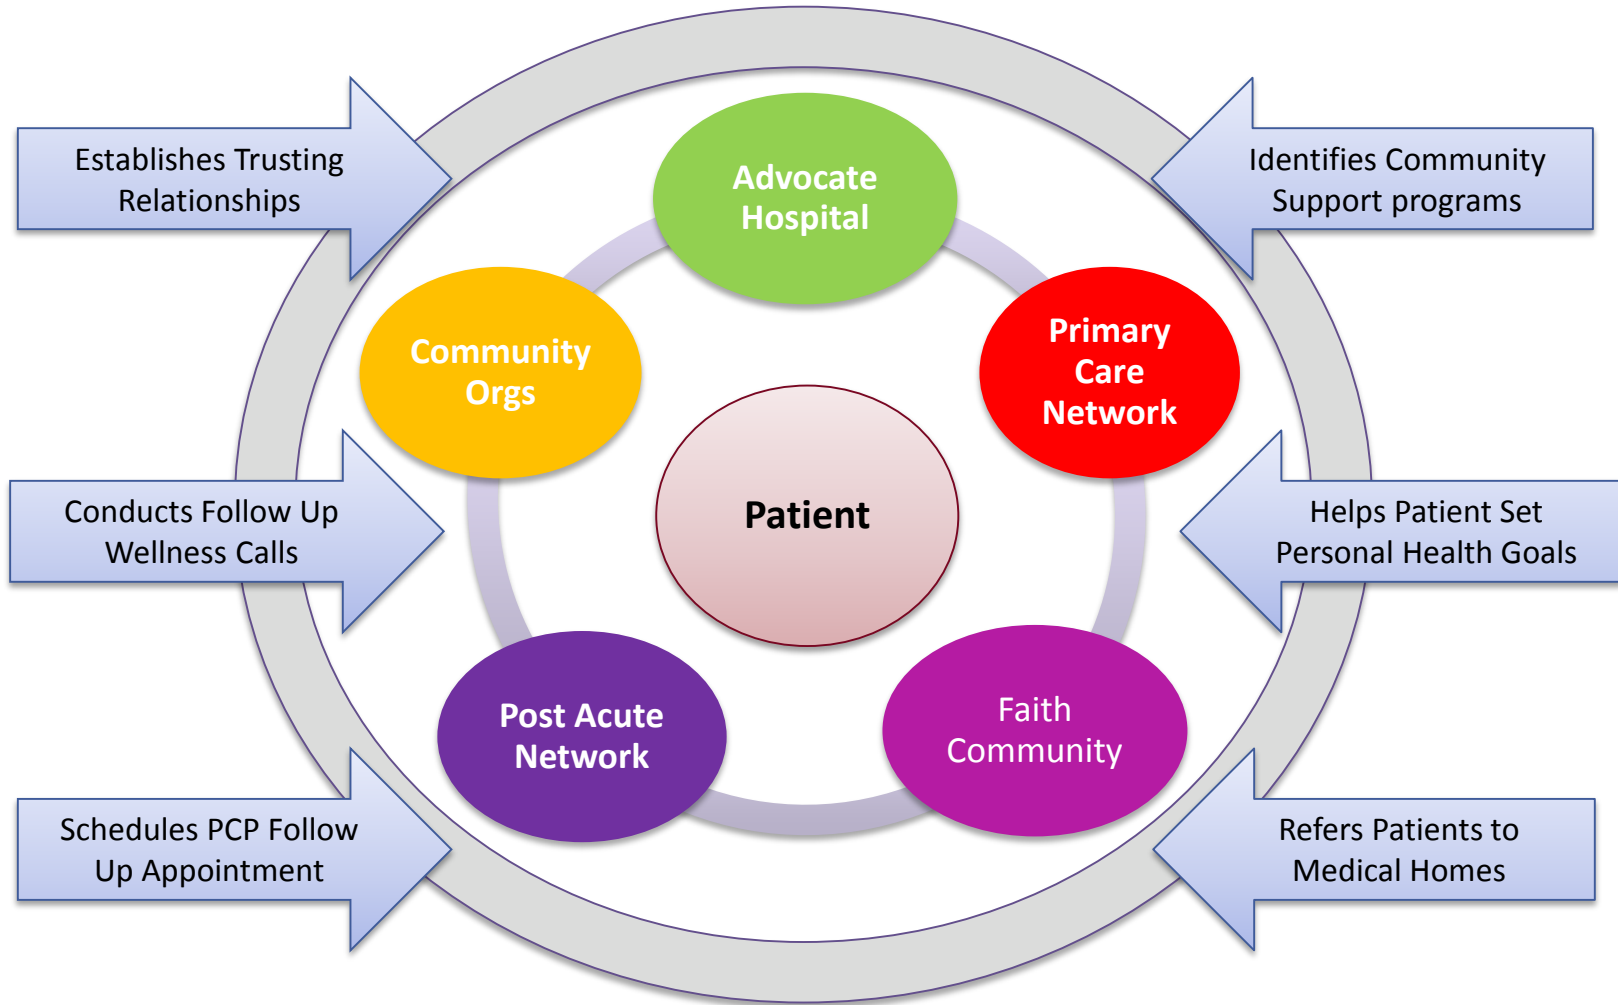 Establishes Trusting
Relationships
Identifies Community
Support programs
Advocate
Hospital
Community
Orgs
Primary
Care
Network
Patient
Conducts Follow Up
Wellness Calls
Helps Patient Set
Personal Health Goals
Post Acute
Network
Faith
Community
Schedules PCP Follow
Up Appointment
Refers Patients to
Medical Homes